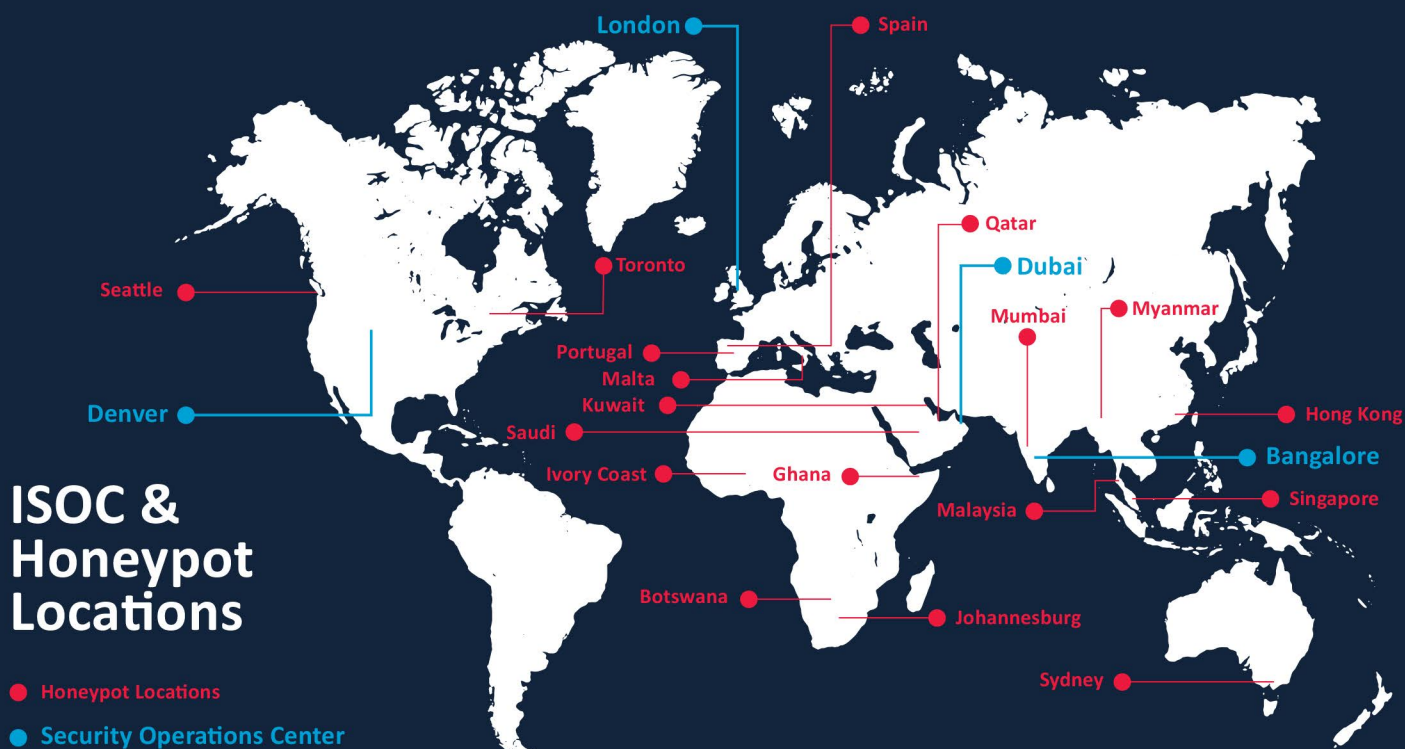 London
Spain
Qatar
Dubai
Toronto
Seattle
Myanmar
Mumbai
Portugal
Malta
Kuwait
Denver
Hong Kong
Saudi
Bangalore
Ivory Coast
Ghana
Singapore
Malaysia
ISOC &
Honeypot
Locations
Botswana
Johannesburg
Sydney
Honeypot Locations
Security Operations Center